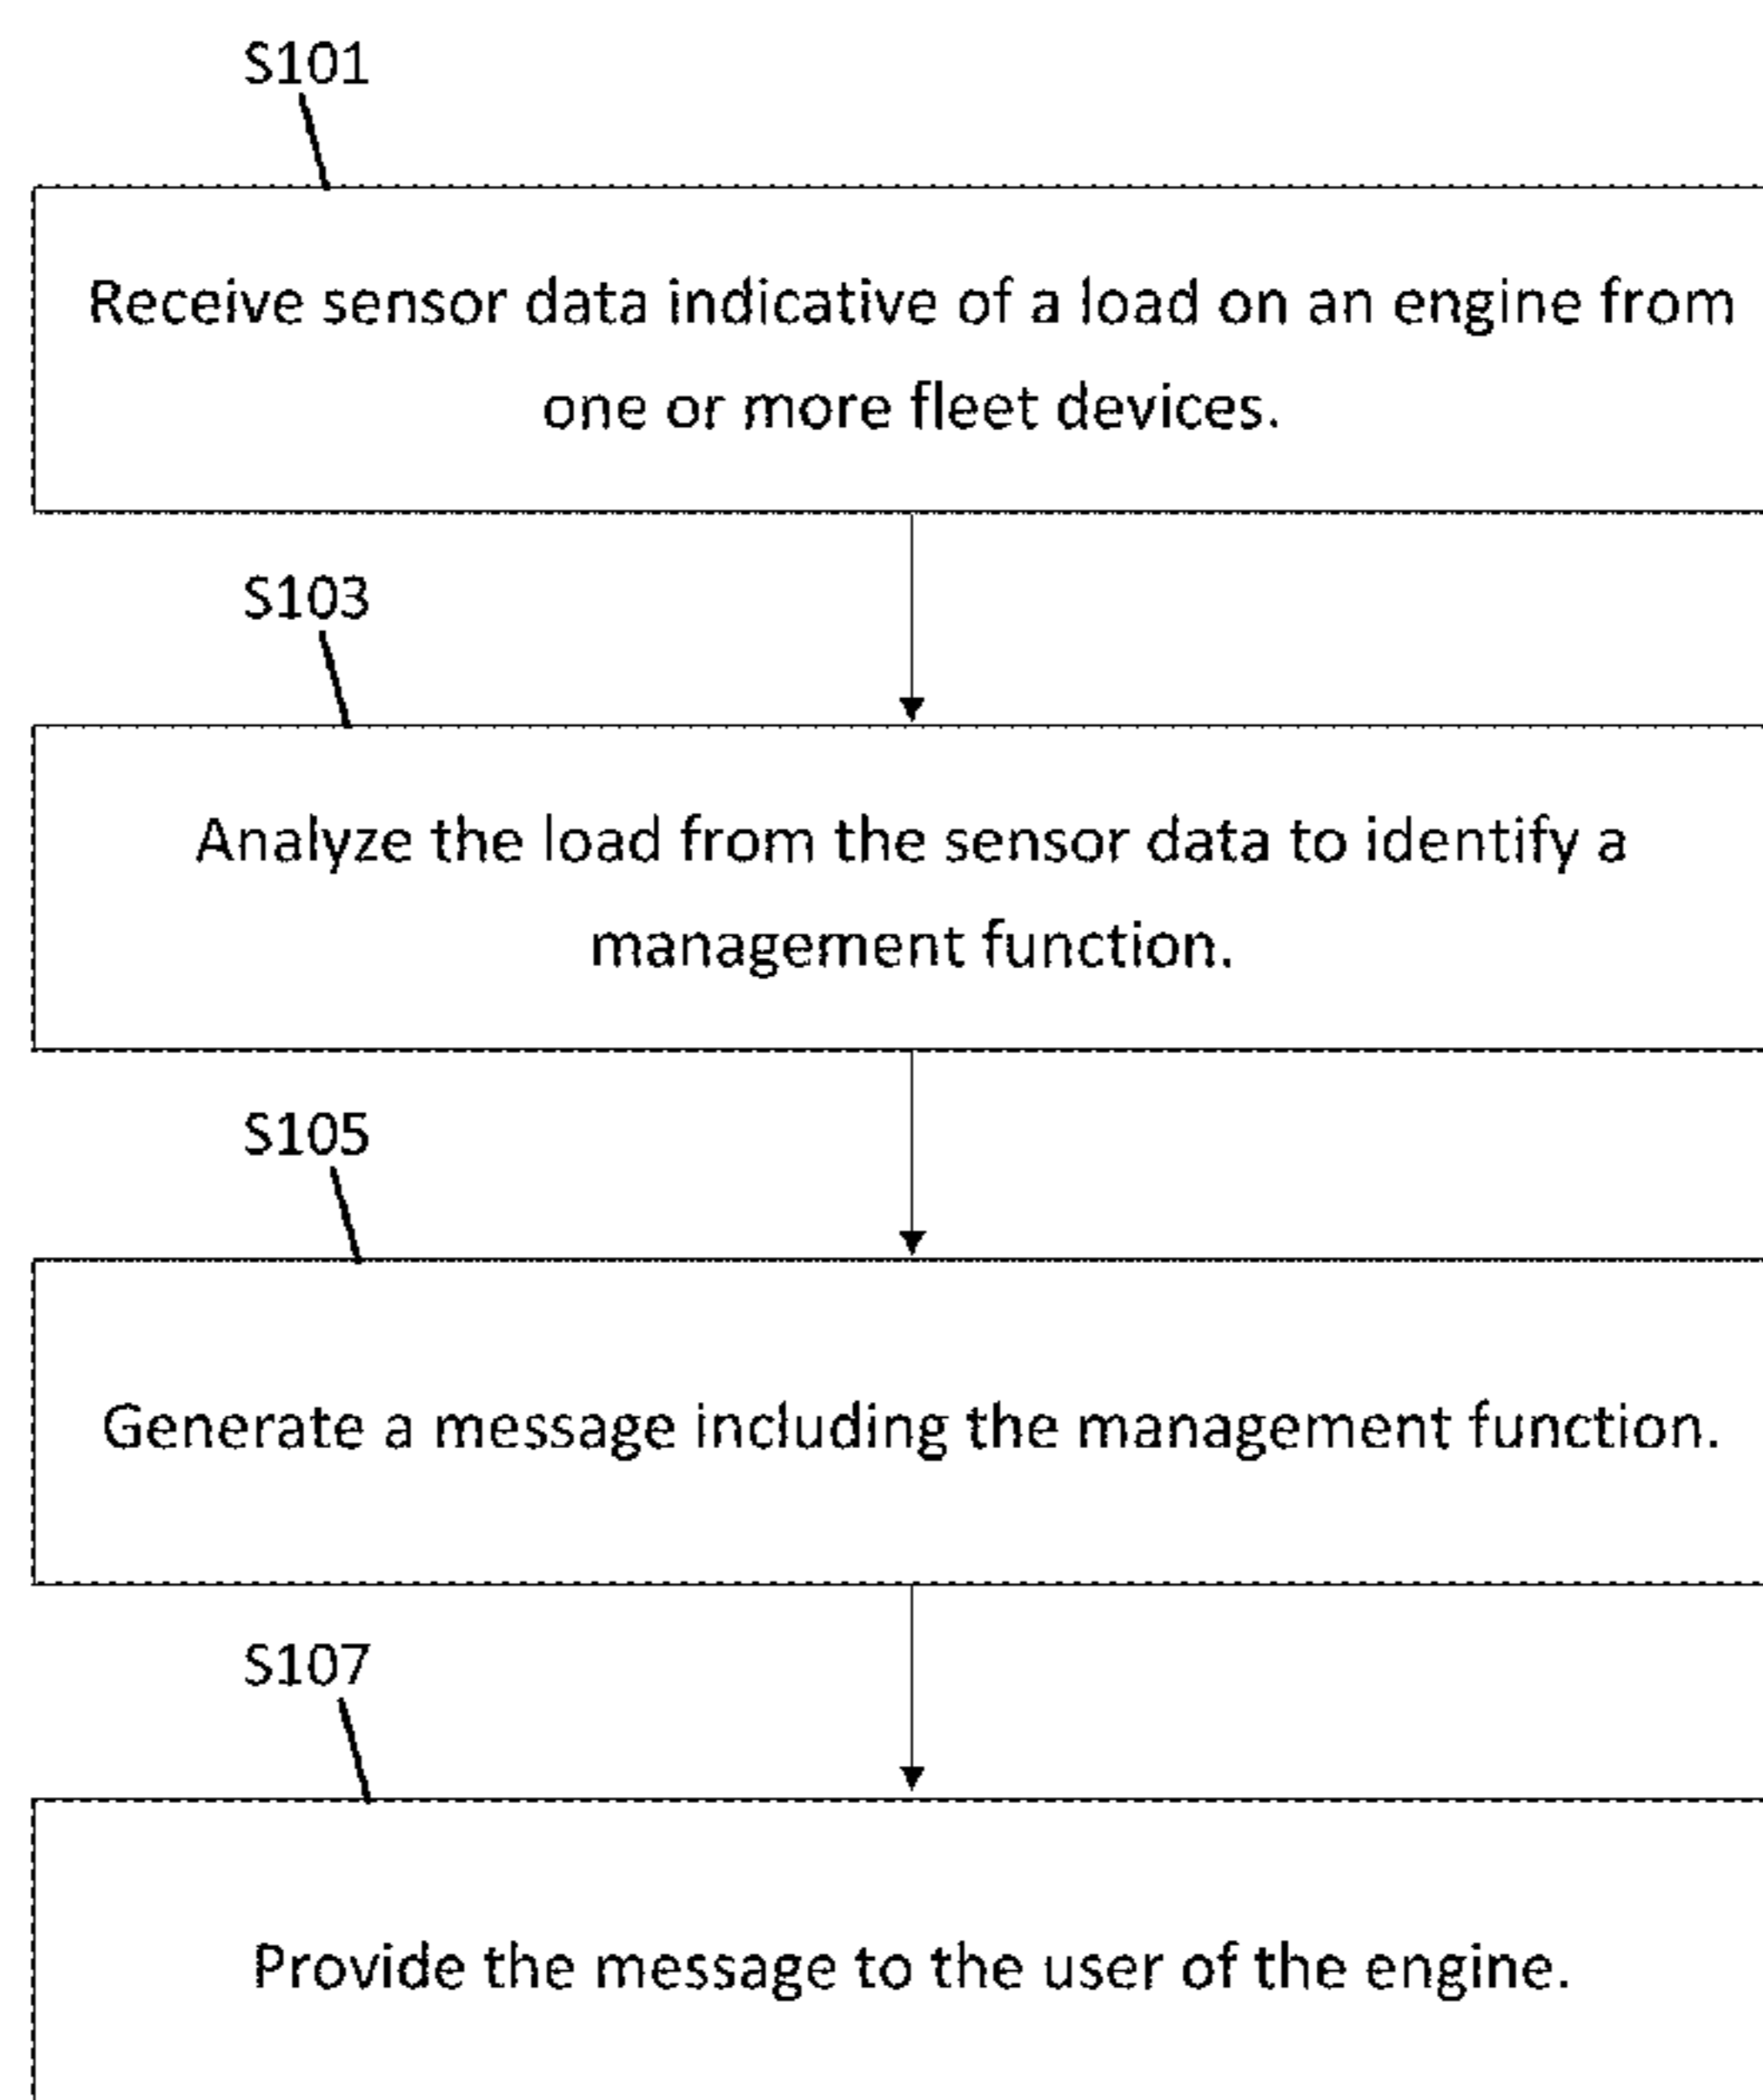 S101
Receive sensor data indicative of a load on an engine from
one or more fleet devices.
S103
Analyze the load from the sensor data to identify a
management function.
S105
Generate a message including the management function.
S107
Provide the message to the user of the engine.